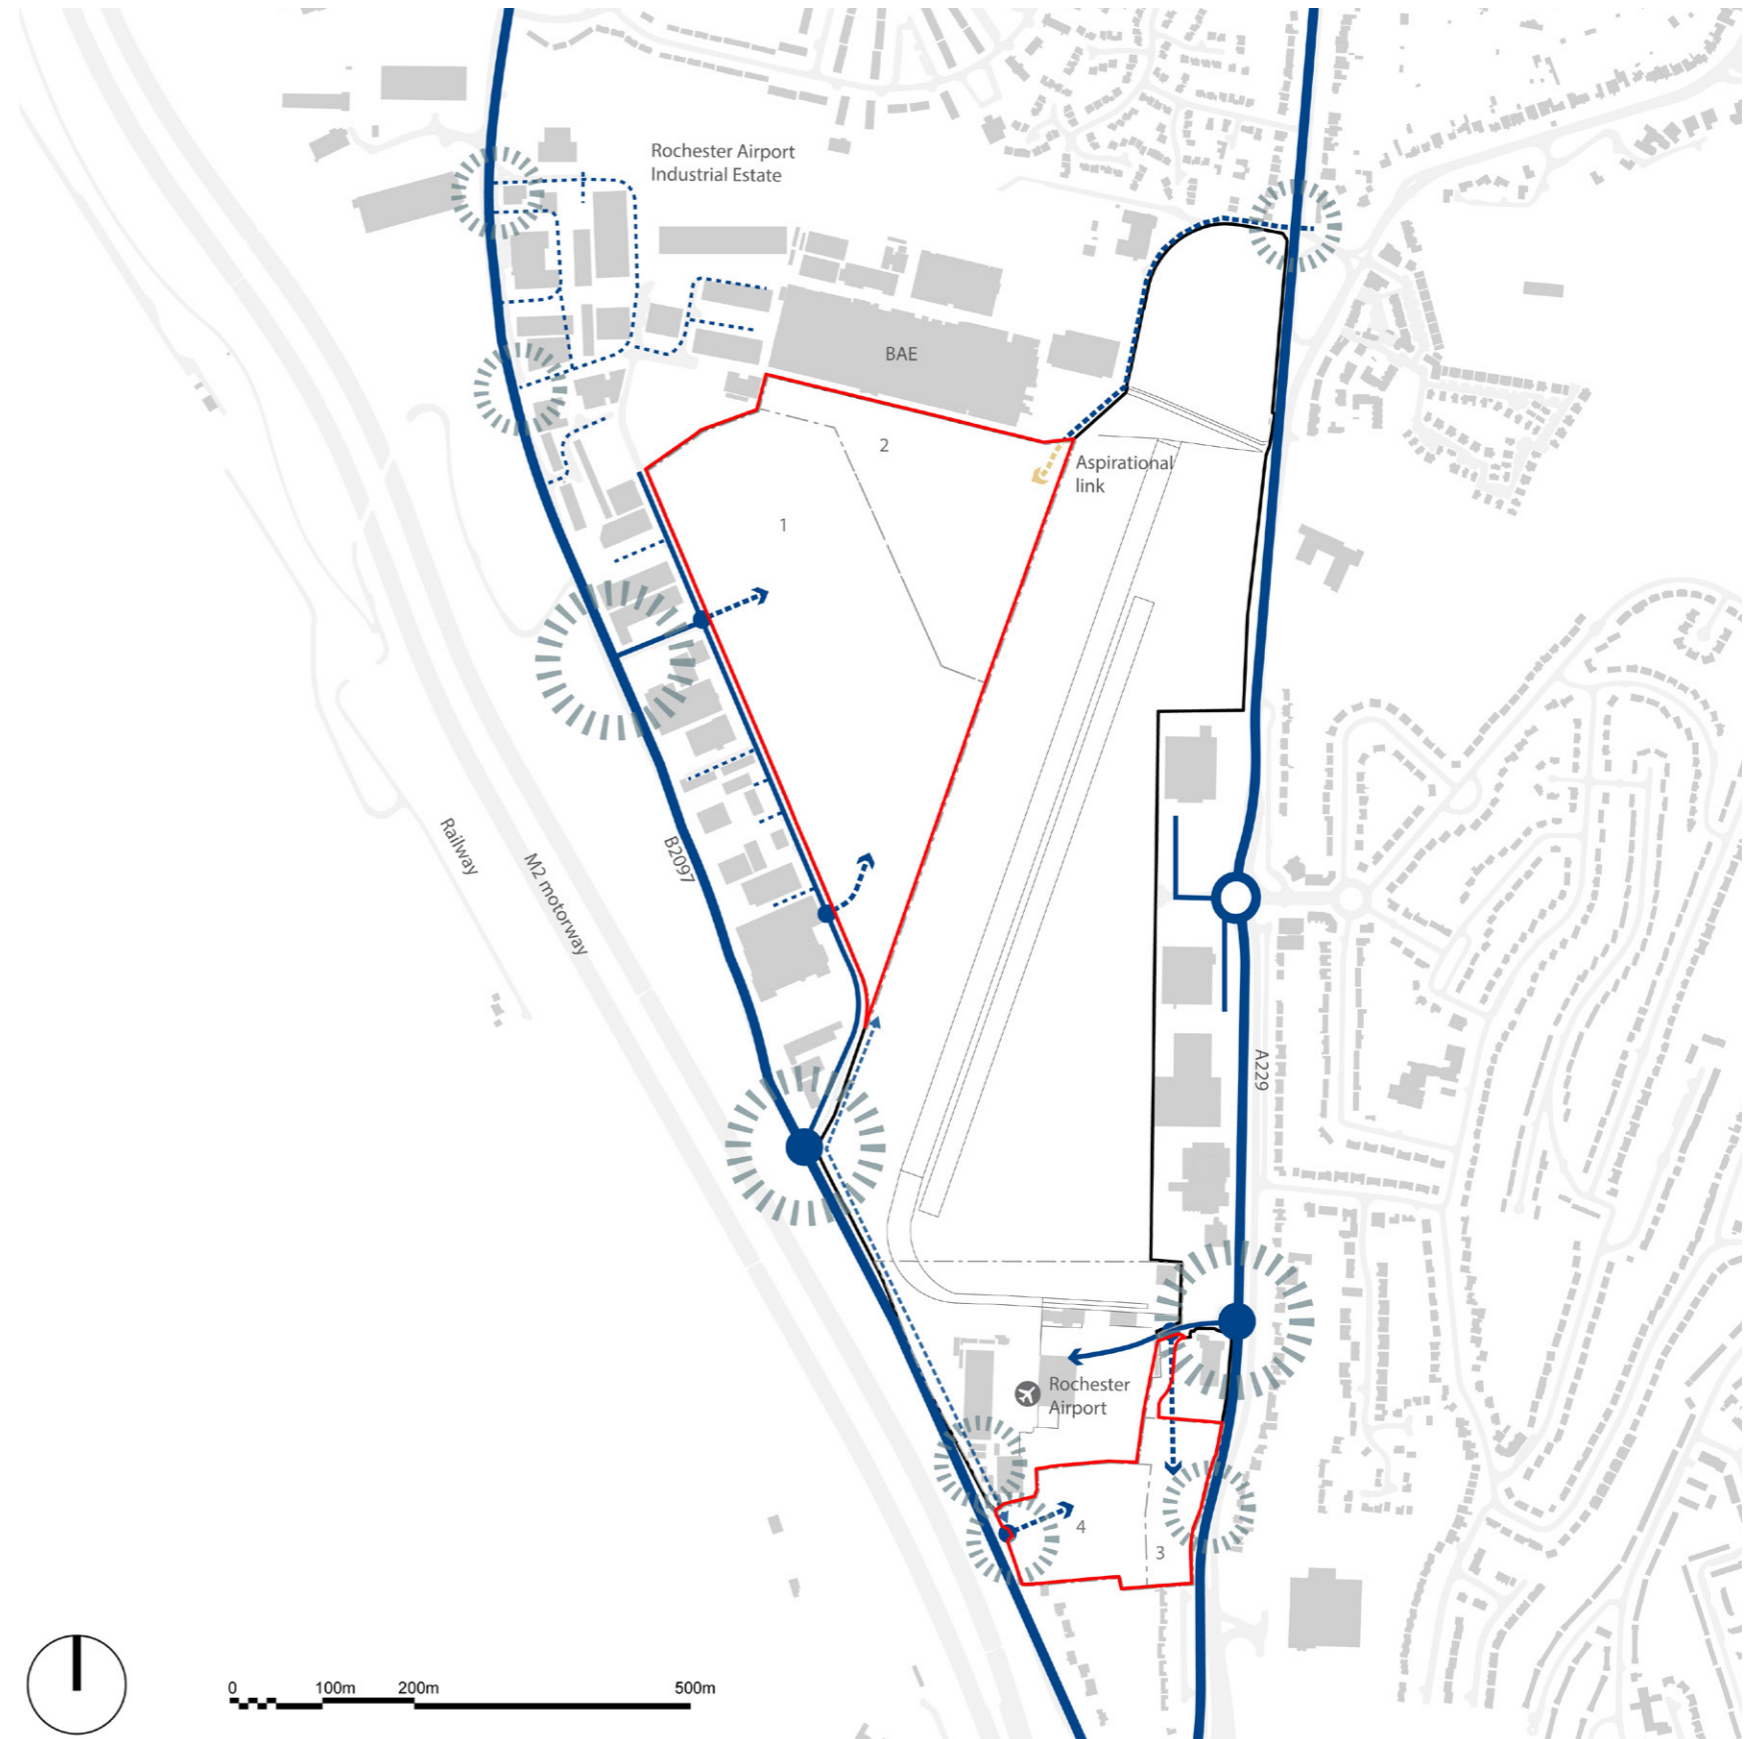 Rochester Airport
Industrial Estate
BAE
2
Aspirational
link
1
Railway
M2 motorway
B2097
A229
Rochester
Airport
4
3
0
100m
200m
500m